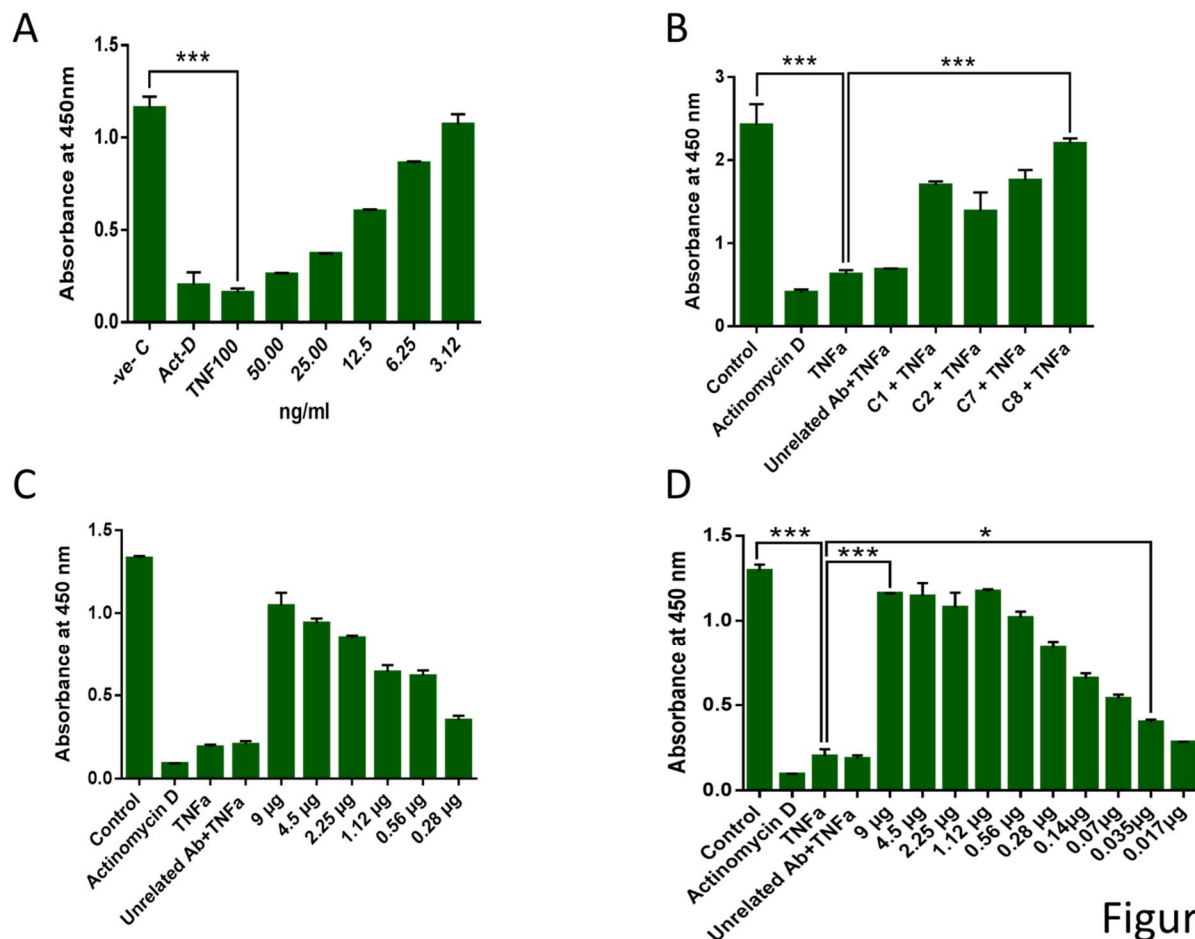 A
Absorbance at 450nm
1.5
1.0
0.5
0.0
***
-ve- C
Act-D
TNF100
50.00
25.00
12.5
6.25
3.12
ng/ml
B
Absorbance at 450 nm
3
2
1
0
***
***
Control
Actinomycin D
TNFa
Unrelated Ab+TNFa
C1 + TNFa
C2 + TNFa
C7 + TNFa
C8 + TNFa
C
Absorbance at 450 nm
1.5
1.0
0.5
0.0
Control
Actinomycin D
TNFa
Unrelated Ab+TNFa
9 µg
4.5 µg
2.25 µg
1.12 µg
0.56 µg
0.28 µg
D
Absorbance at 450 nm
1.5
1.0
0.5
0.0
***
***
*
Control
Actinomycin D
TNFa
Unrelated Ab+TNFa
9 µg
4.5 µg
2.25 µg
1.12 µg
0.56 µg
0.28 µg
0.14µg
0.07µg
0.035µg
0.017µg
Figur